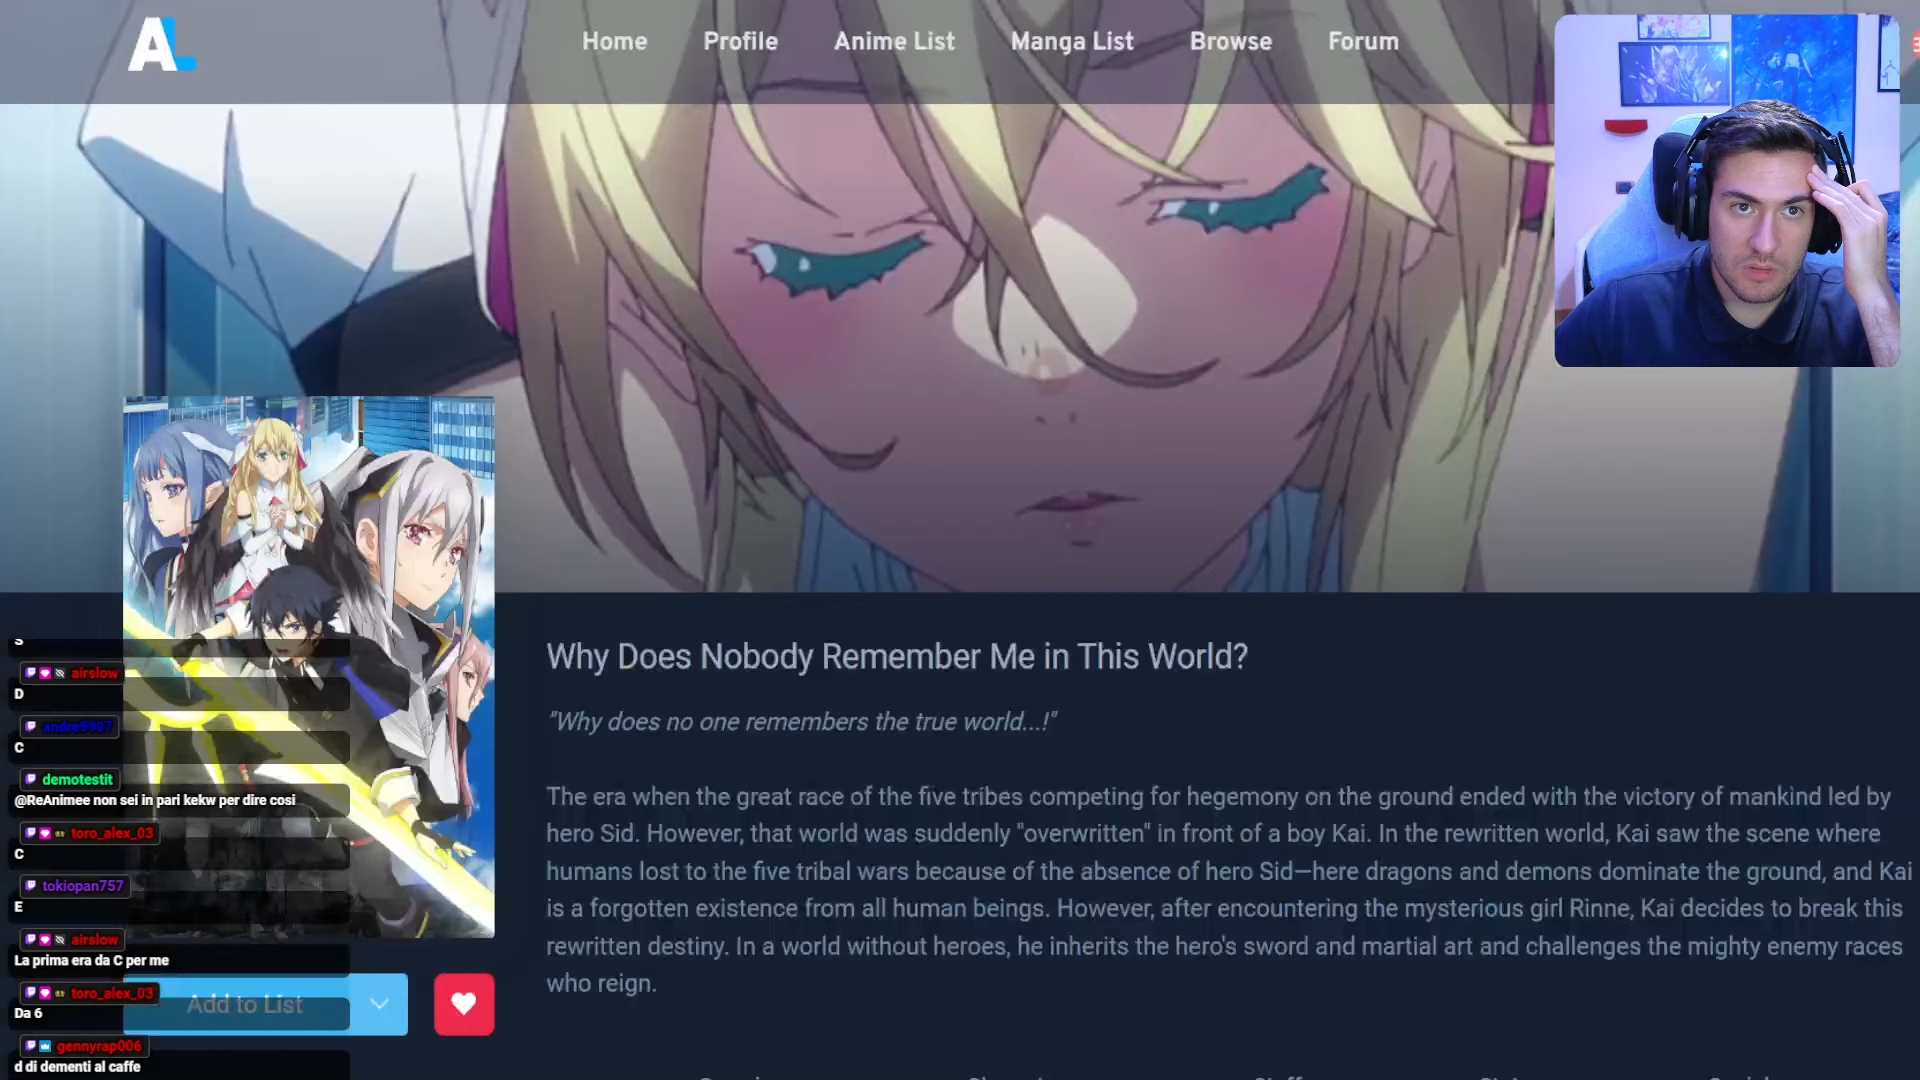 AL
Home Profile Anime List Manga List Browse Forum
Why Does Nobody Remember Me in This World?
"Why does no one remembers the true world...!"
The era when the great race of the five tribes competing for hegemony on the ground ended with the victory of mankind led by
hero Sid. However, that world was suddenly "overwritten" in front of a boy Kai. In the rewritten world, Kai saw the scene where
humans lost to the five tribal wars because of the absence of hero Sid—here dragons and demons dominate the ground, and Kai
is a forgotten existence from all human beings. However, after encountering the mysterious girl Rinne, Kai decides to break this
rewritten destiny. In a world without heroes, he inherits the hero's sword and martial art and challenges the mighty enemy races
who reign.
airslow
D
andre9907
C
demotestit
@ReAnimee non sei in pari kekw per dire cosi
toro_alex_03
C
tokiopan757
E
airslow
La prima era da C per me
toro_alex_03
Da 6
gennyrap006
d di dementi al caffe
Add to List